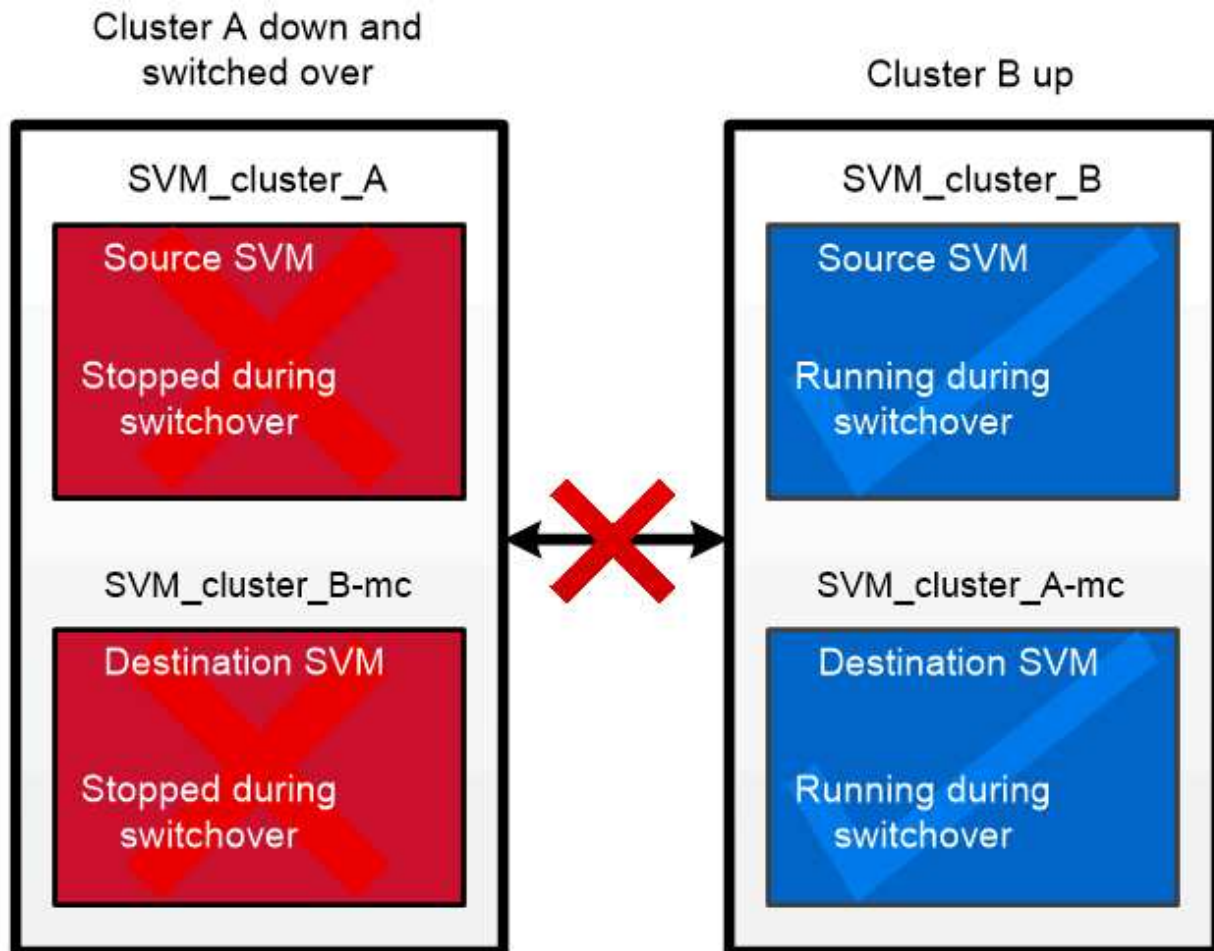 Cluster A down and
switched over
SVM_cluster_A
Source SVM
Stopped during
switchover
SVM_cluster_B-mc
Destination SVM
Stopped during
switchover
Cluster B up
SVM_cluster_B
Source SVM
Running during
switchover
SVM_cluster_A-mc
Destination SVM
Running during
switchover